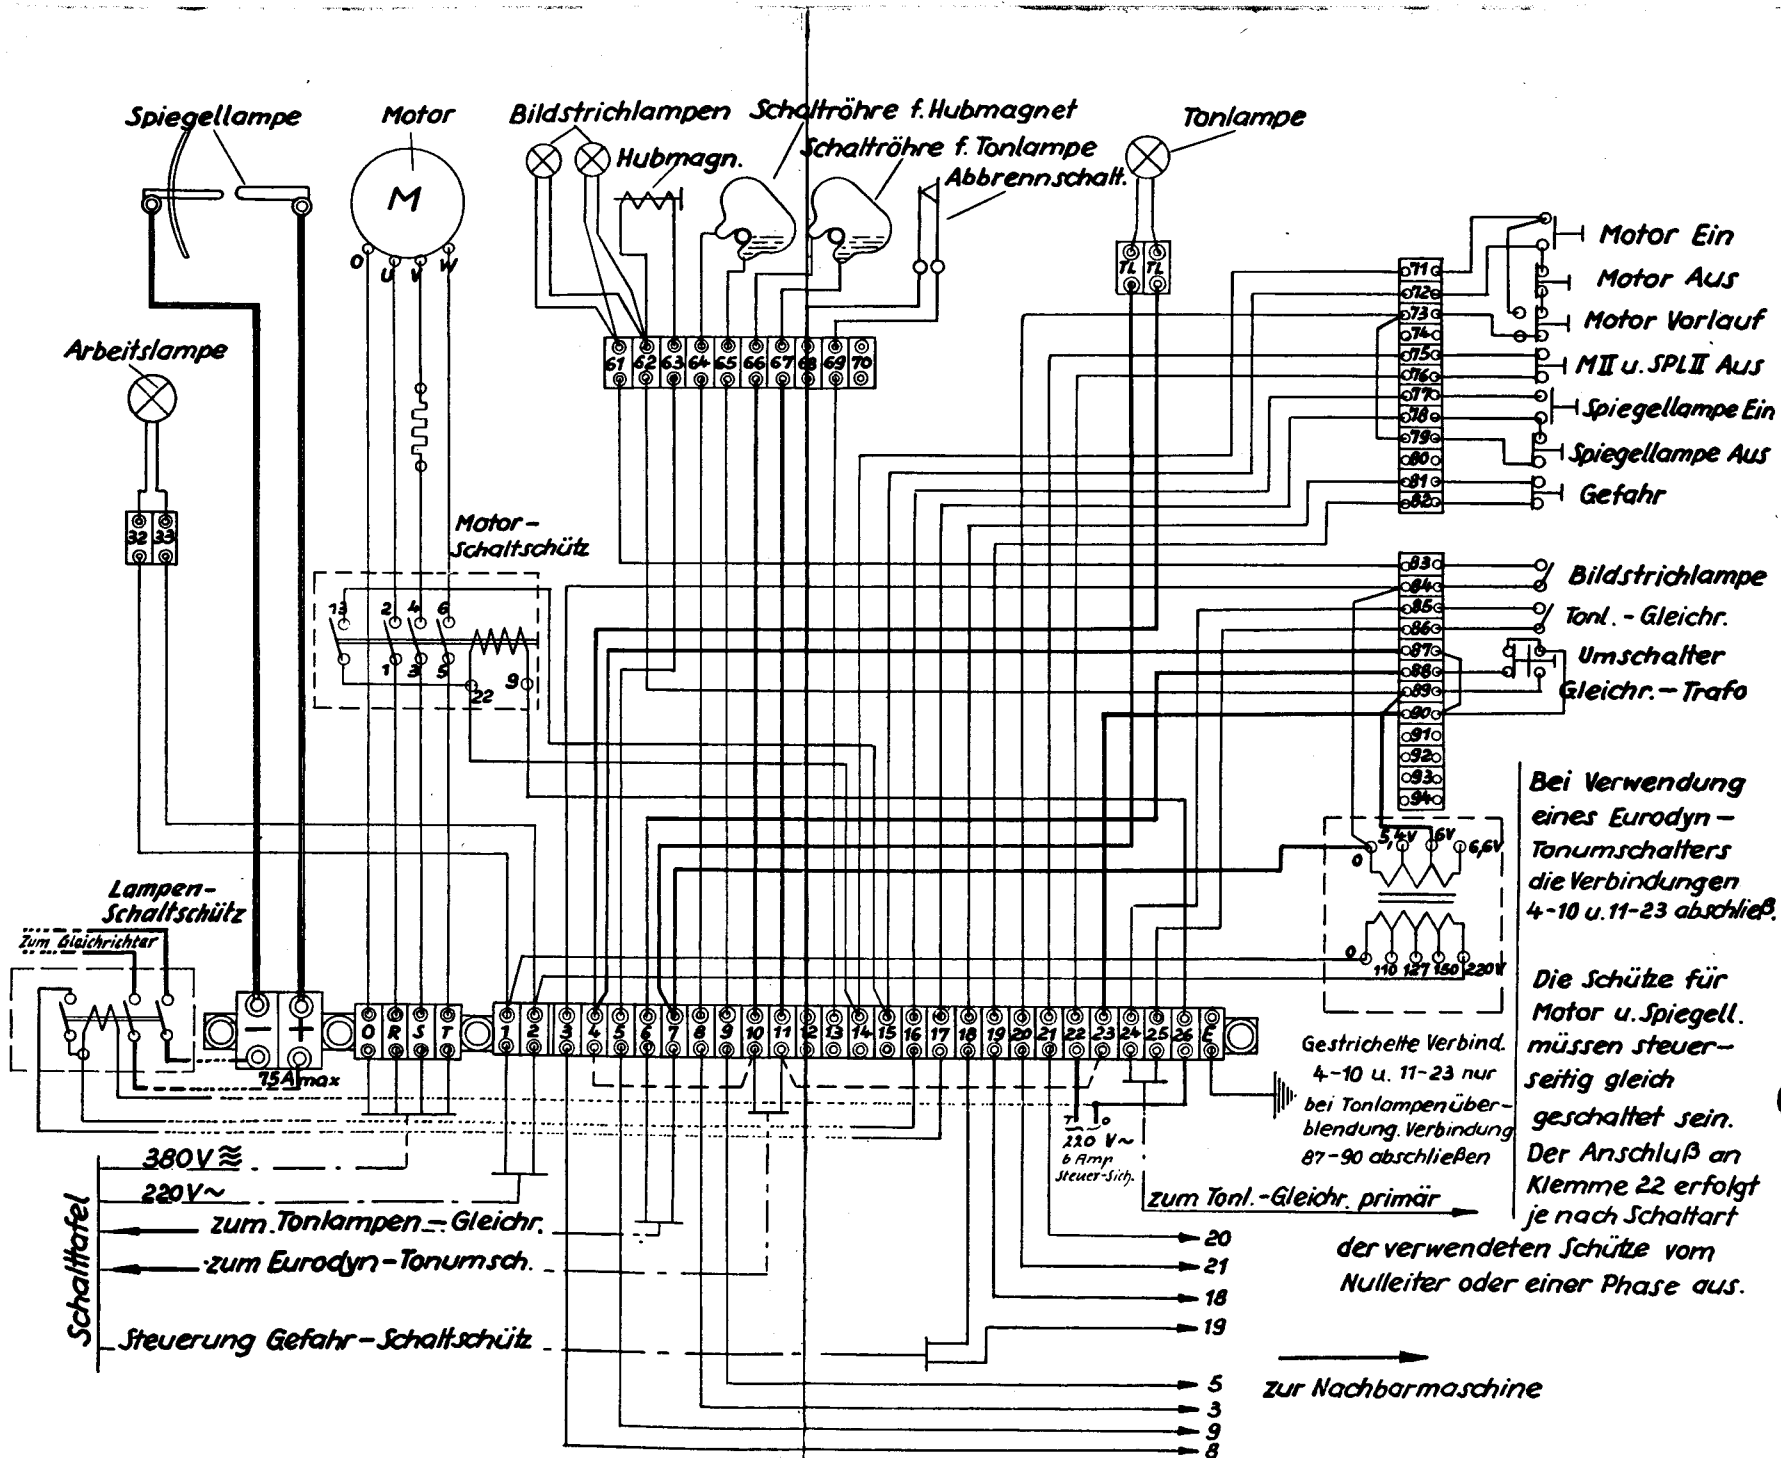 Spiegellampe
Motor
Bildstrichlampen
Schaltröhre f. Hubmagnet
Hubmagn.
Schaltröhre f. Tonlampe
Abbrennschalt.
Tonlampe
M
O U V W
TL TL
Arbeitslampe
32 33
61 62 63 64 65 66 67 68 69 70
71
72
73
74
75
76
77
78
79
80
81
82
Motor Ein
Motor Aus
Motor Vorlauf
M II u. SPL II Aus
Spiegellampe Ein
Spiegellampe Aus
Gefahr
Motor-
Schaltschütz
13 2 4 6
1 3 5
22 9
83
84
85
86
87
88
89
90
91
92
93
94
Bildstrichlampe
Tonl.-Gleichr.
Umschalter
Gleichr.-Trafo
0 5,4V 6V 6,6V
0 110 127 150 220V
Bei Verwendung
eines Eurodyn-
Tonumschalters
die Verbindungen
4-10 u. 11-23 abschließ.
Die Schütze für
Motor u. Spiegell.
müssen steuer-
seitig gleich
geschaltet sein.
Der Anschluß an
Klemme 22 erfolgt
je nach Schaltart
der verwendeten Schütze vom
Nulleiter oder einer Phase aus.
Lampen-
Schaltschütz
Zum Gleichrichter
- +
75A max
O R S T
1 2 3 4 5 6 7 8 9 10 11 12 13 14 15 16 17 18 19 20 21 22 23 24 25 26 E
Gestrichelte Verbind.
4-10 u. 11-23 nur
bei Tonlampenüber-
blendung. Verbindung
87-90 abschließen
T O
220 V~
6 Amp
Steuer-Sich.
zum Tonl.-Gleichr. primär
Schalttafel
380V ≋
220V~
zum Tonlampen-Gleichr.
zum Eurodyn-Tonumsch.
Steuerung Gefahr-Schaltschütz
20
21
18
19
5
3
9
8
zur Nachbarmaschine